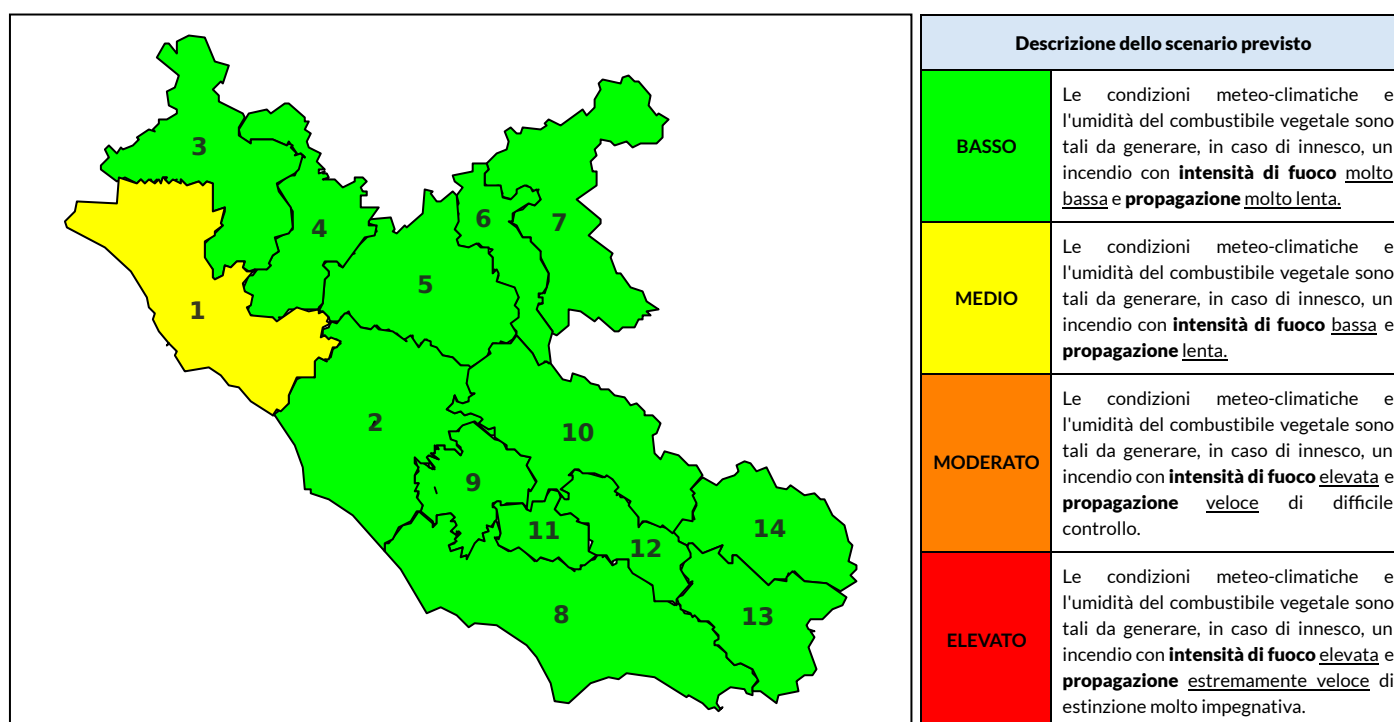 3
4
6
7
5
1
2
10
9
11
12
14
8
13
Descrizione dello scenario previsto
BASSO
Le condizioni meteo-climatiche e
l'umidità del combustibile vegetale sono
tali da generare, in caso di innesco, un
incendio con intensità di fuoco molto
bassa e propagazione molto lenta.
MEDIO
Le condizioni meteo-climatiche e
l'umidità del combustibile vegetale sono
tali da generare, in caso di innesco, un
incendio con intensità di fuoco bassa e
propagazione lenta.
MODERATO
Le condizioni meteo-climatiche e
l'umidità del combustibile vegetale sono
tali da generare, in caso di innesco, un
incendio con intensità di fuoco elevata e
propagazione veloce di difficile
controllo.
ELEVATO
Le condizioni meteo-climatiche e
l'umidità del combustibile vegetale sono
tali da generare, in caso di innesco, un
incendio con intensità di fuoco elevata e
propagazione estremamente veloce di
estinzione molto impegnativa.